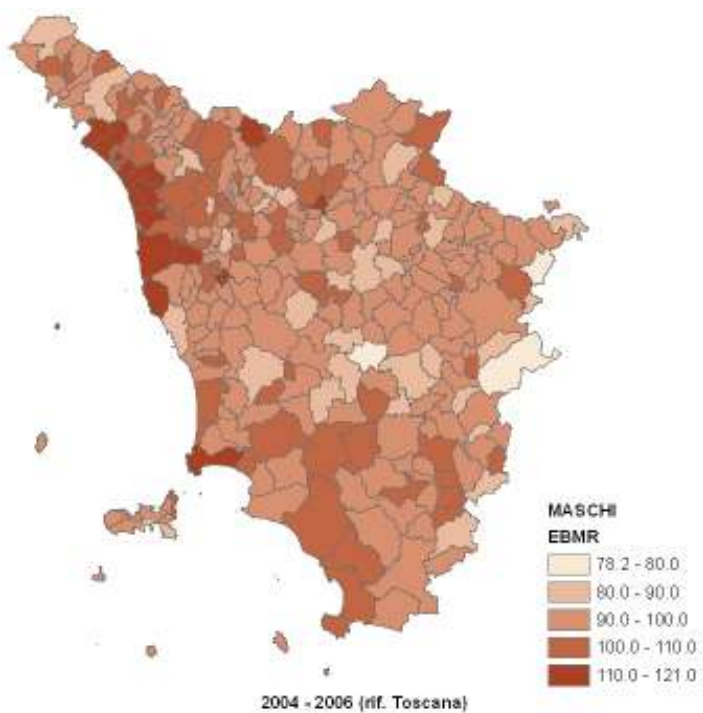 MASCHI
EBMR
78.2 - 80.0
80.0 - 90.0
90.0 - 100.0
100.0 - 110.0
110.0 - 121.0
2004 - 2006 (rif. Toscana)